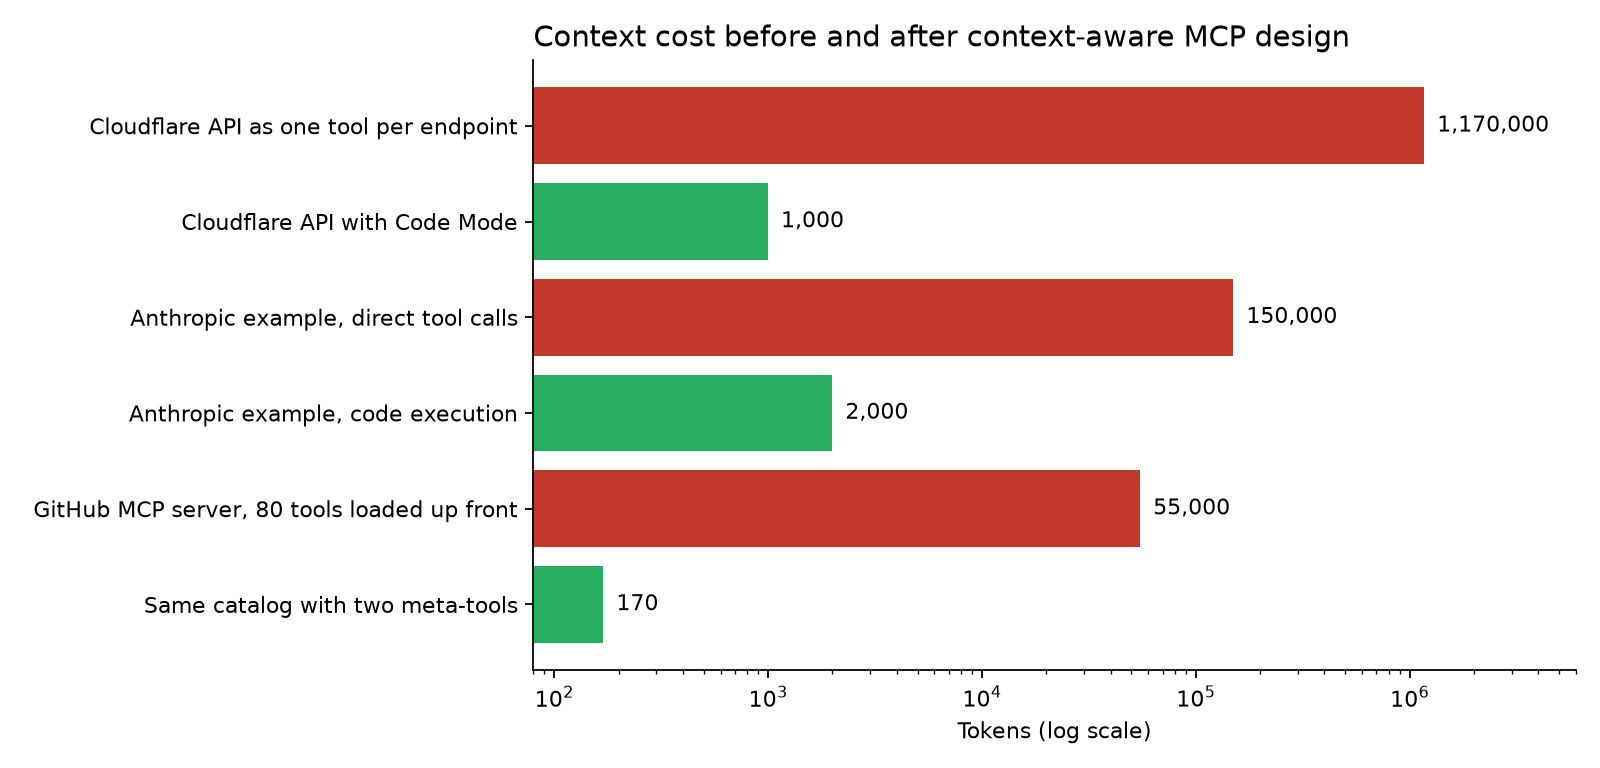 Context cost before and after context-aware MCP design
Cloudflare API as one tool per endpoint
1,170,000
Cloudflare API with Code Mode
1,000
Anthropic example, direct tool calls
150,000
Anthropic example, code execution
2,000
GitHub MCP server, 80 tools loaded up front
55,000
Same catalog with two meta-tools
170
10² 10³ 10⁴ 10⁵ 10⁶
Tokens (log scale)